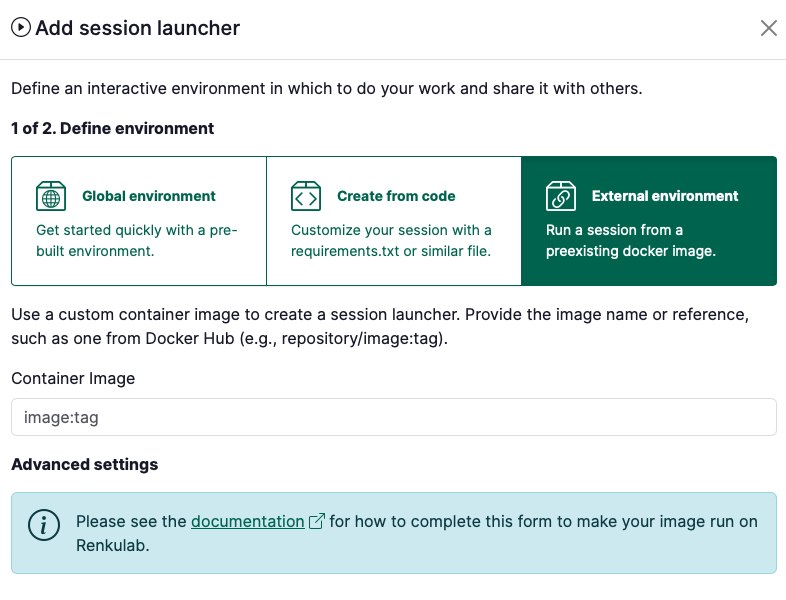 Add session launcher
Define an interactive environment in which to do your work and share it with others.
1 of 2. Define environment
Global environment
Get started quickly with a pre-
built environment.
Create from code
Customize your session with a
requirements.txt or similar file.
External environment
Run a session from a
preexisting docker image.
Use a custom container image to create a session launcher. Provide the image name or reference,
such as one from Docker Hub (e.g., repository/image:tag).
Container Image
image:tag
Advanced settings
Please see the documentation for how to complete this form to make your image run on
Renkulab.